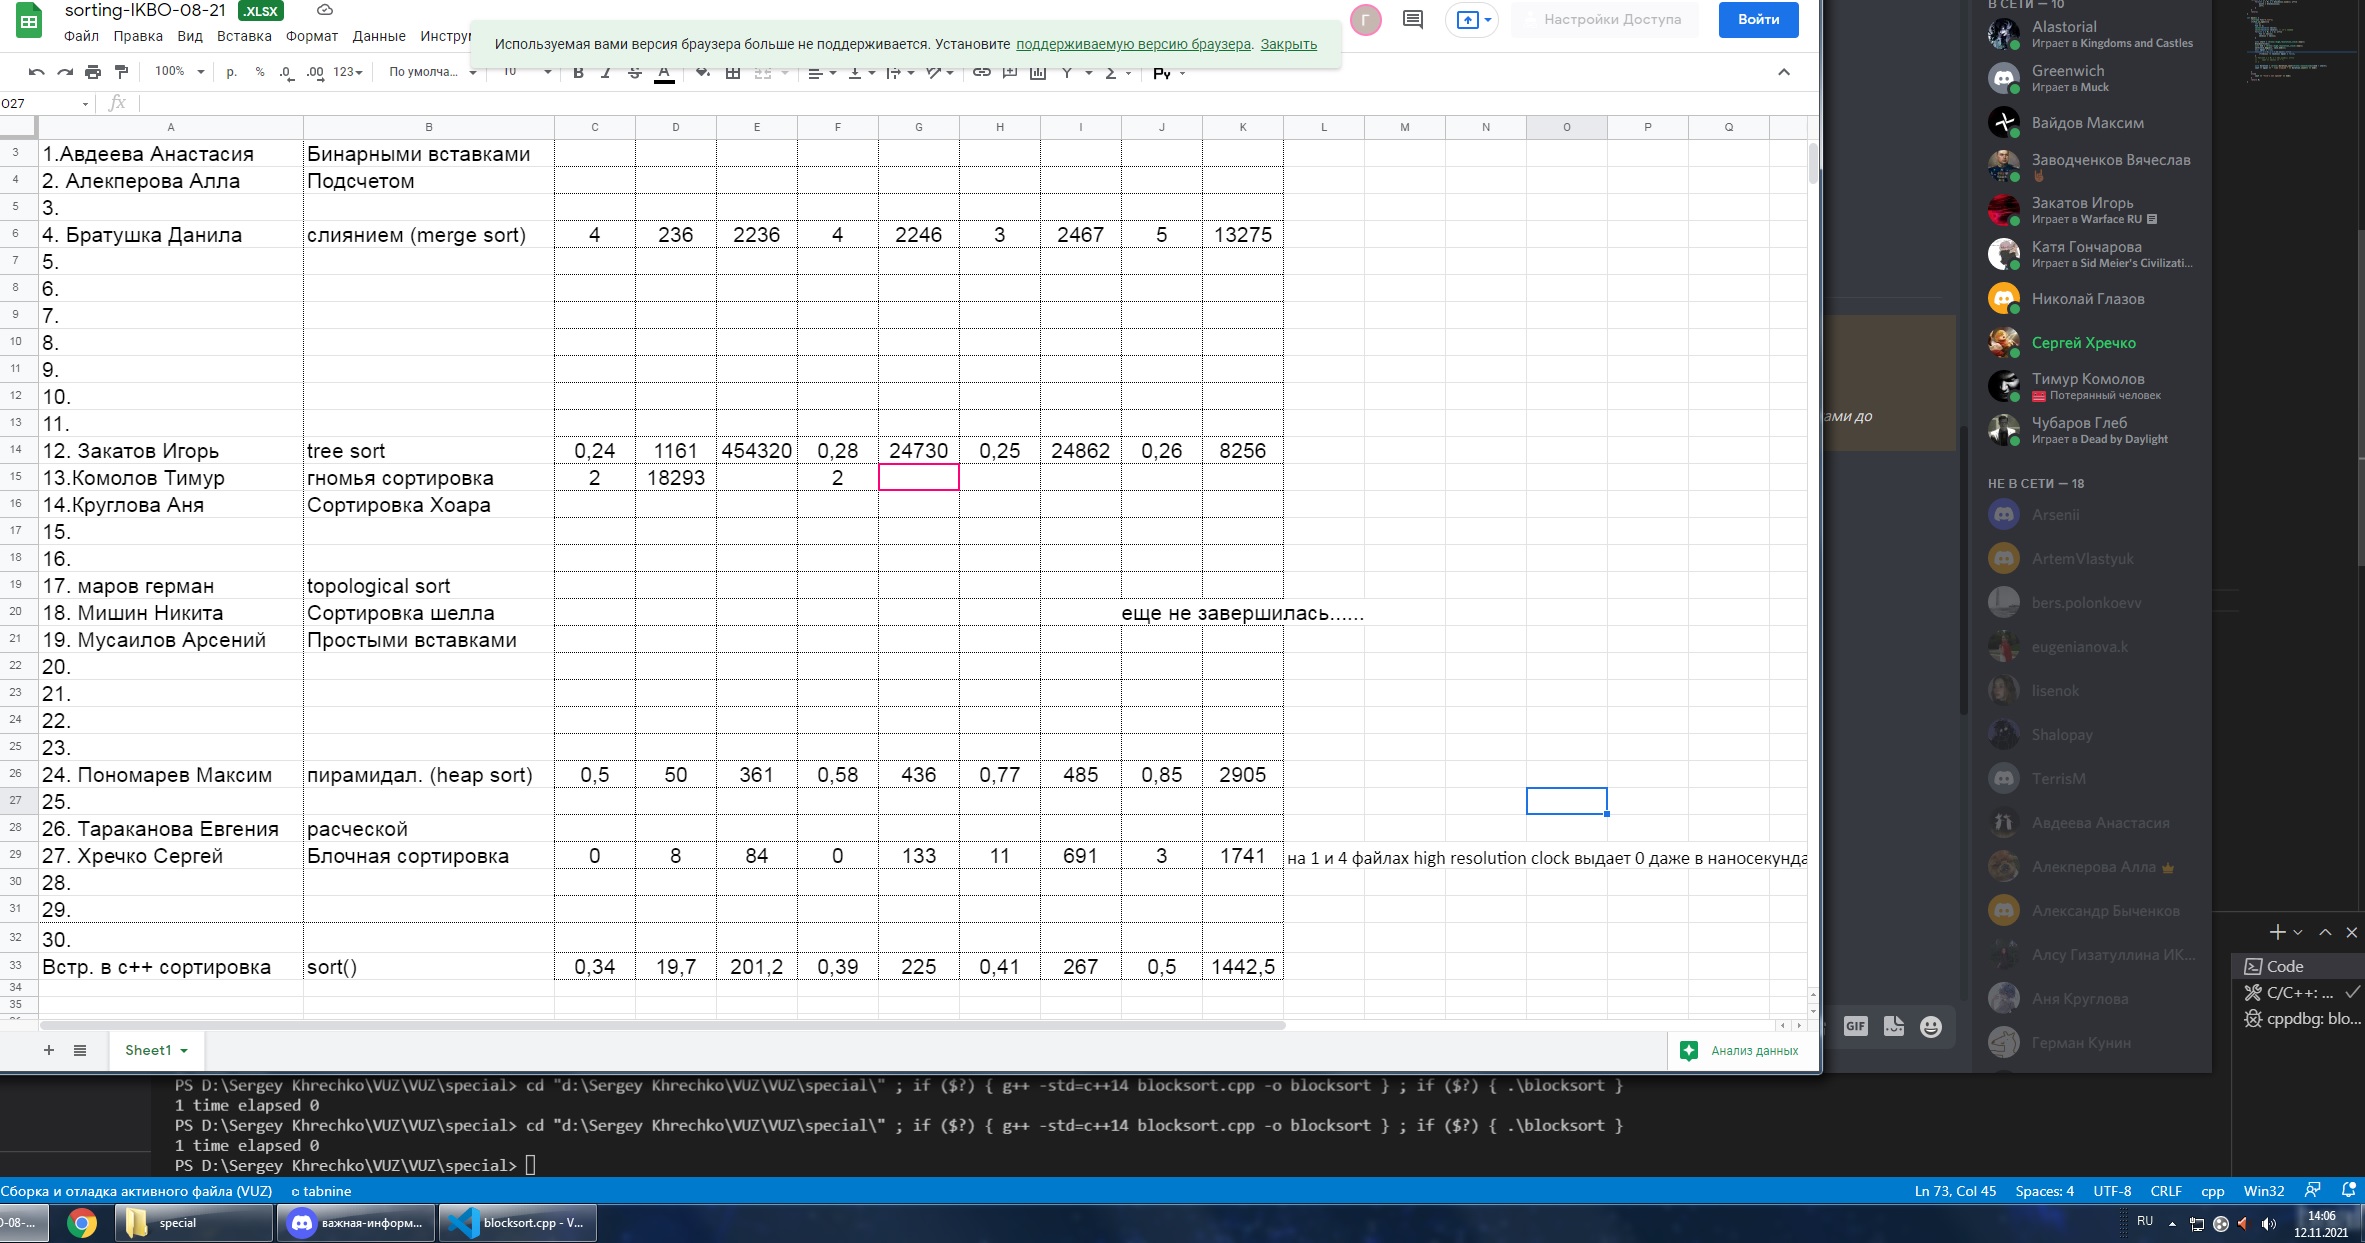 sorting-IKBO-08-21 .XLSX
Файл Правка Вид Вставка Формат Данные Инструм
Используемая вами версия браузера больше не поддерживается. Установите поддерживаемую версию браузера. Закрыть
Г Настройки Доступа Войти
100% р. % .0 .00 123 По умолча... 10 B I S A
O27 fx
A B C D E F G H I J K L M N O P Q
3 1.Авдеева Анастасия Бинарными вставками
4 2. Алекперова Алла Подсчетом
5 3.
6 4. Братушка Данила слиянием (merge sort) 4 236 2236 4 2246 3 2467 5 13275
7 5.
8 6.
9 7.
10 8.
11 9.
12 10.
13 11.
14 12. Закатов Игорь tree sort 0,24 1161 454320 0,28 24730 0,25 24862 0,26 8256
15 13.Комолов Тимур гномья сортировка 2 18293 2
16 14.Круглова Аня Сортировка Хоара
17 15.
18 16.
19 17. маров герман topological sort
20 18. Мишин Никита Сортировка шелла еще не завершилась......
21 19. Мусаилов Арсений Простыми вставками
22 20.
23 21.
24 22.
25 23.
26 24. Пономарев Максим пирамидал. (heap sort) 0,5 50 361 0,58 436 0,77 485 0,85 2905
27 25.
28 26. Тараканова Евгения расческой
29 27. Хречко Сергей Блочная сортировка 0 8 84 0 133 11 691 3 1741 на 1 и 4 файлах high resolution clock выдает 0 даже в наносекунда
30 28.
31 29.
32 30.
33 Встр. в с++ сортировка sort() 0,34 19,7 201,2 0,39 225 0,41 267 0,5 1442,5
34
35
Sheet1
Анализ данных
В СЕТИ — 10
Alastorial
Играет в Kingdoms and Castles
Greenwich
Играет в Muck
Вайдов Максим
Заводченков Вячеслав
Закатов Игорь
Играет в Warface RU
Катя Гончарова
Играет в Sid Meier's Civilizati...
Николай Глазов
Сергей Хречко
Тимур Комолов
Потерянный человек
Чубаров Глеб
Играет в Dead by Daylight
ами до
НЕ В СЕТИ — 18
Arsenii
ArtemVlastyuk
bers.polonkoevv
eugenianova.k
lisenok
Shalopay
TerrisM
Авдеева Анастасия
Алекперова Алла
Александр Быченков
Алсу Гизатуллина ИК...
Аня Круглова
Герман Кунин
GIF
Code
C/C++: ...
cppdbg: blo...
PS D:\Sergey Khrechko\VUZ\VUZ\special> cd "d:\Sergey Khrechko\VUZ\VUZ\special\" ; if ($?) { g++ -std=c++14 blocksort.cpp -o blocksort } ; if ($?) { .\blocksort }
1 time elapsed 0
PS D:\Sergey Khrechko\VUZ\VUZ\special> cd "d:\Sergey Khrechko\VUZ\VUZ\special\" ; if ($?) { g++ -std=c++14 blocksort.cpp -o blocksort } ; if ($?) { .\blocksort }
1 time elapsed 0
PS D:\Sergey Khrechko\VUZ\VUZ\special>
Сборка и отладка активного файла (VUZ) tabnine Ln 73, Col 45 Spaces: 4 UTF-8 CRLF cpp Win32
O-08-... special важная-информ... blocksort.cpp - V... RU 14:06
12.11.2021